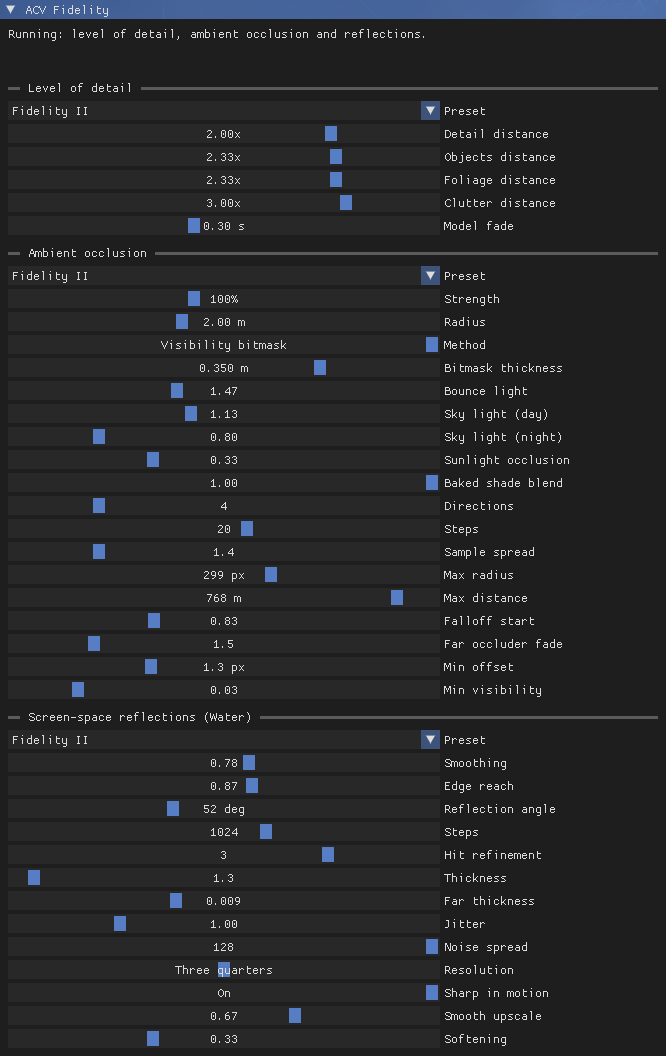 ACV Fidelity
Running: level of detail, ambient occlusion and reflections.
Level of detail
Fidelity II Preset
2.00x Detail distance
2.33x Objects distance
2.33x Foliage distance
3.00x Clutter distance
0.30 s Model fade
Ambient occlusion
Fidelity II Preset
100% Strength
2.00 m Radius
Visibility bitmask Method
0.350 m Bitmask thickness
1.47 Bounce light
1.13 Sky light (day)
0.80 Sky light (night)
0.33 Sunlight occlusion
1.00 Baked shade blend
4 Directions
20 Steps
1.4 Sample spread
299 px Max radius
768 m Max distance
0.83 Falloff start
1.5 Far occluder fade
1.3 px Min offset
0.03 Min visibility
Screen-space reflections (Water)
Fidelity II Preset
0.78 Smoothing
0.87 Edge reach
52 deg Reflection angle
1024 Steps
3 Hit refinement
1.3 Thickness
0.009 Far thickness
1.00 Jitter
128 Noise spread
Three quarters Resolution
On Sharp in motion
0.67 Smooth upscale
0.33 Softening